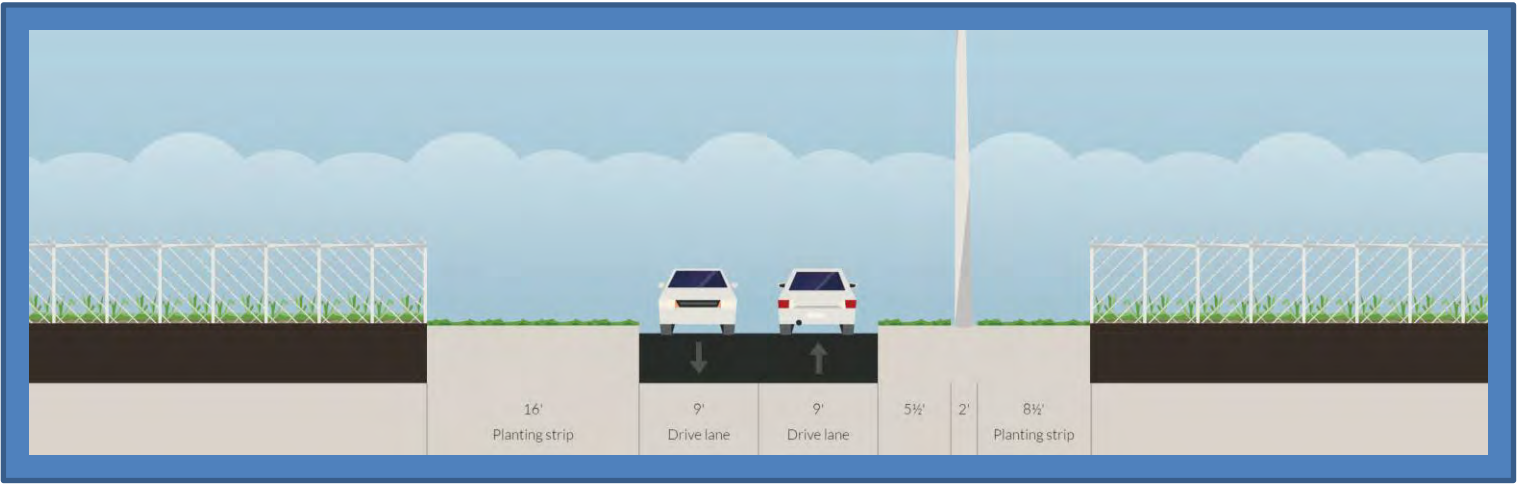 16' 9' 9' 5½' 2' 8½'
Planting strip Drive lane Drive lane Planting strip